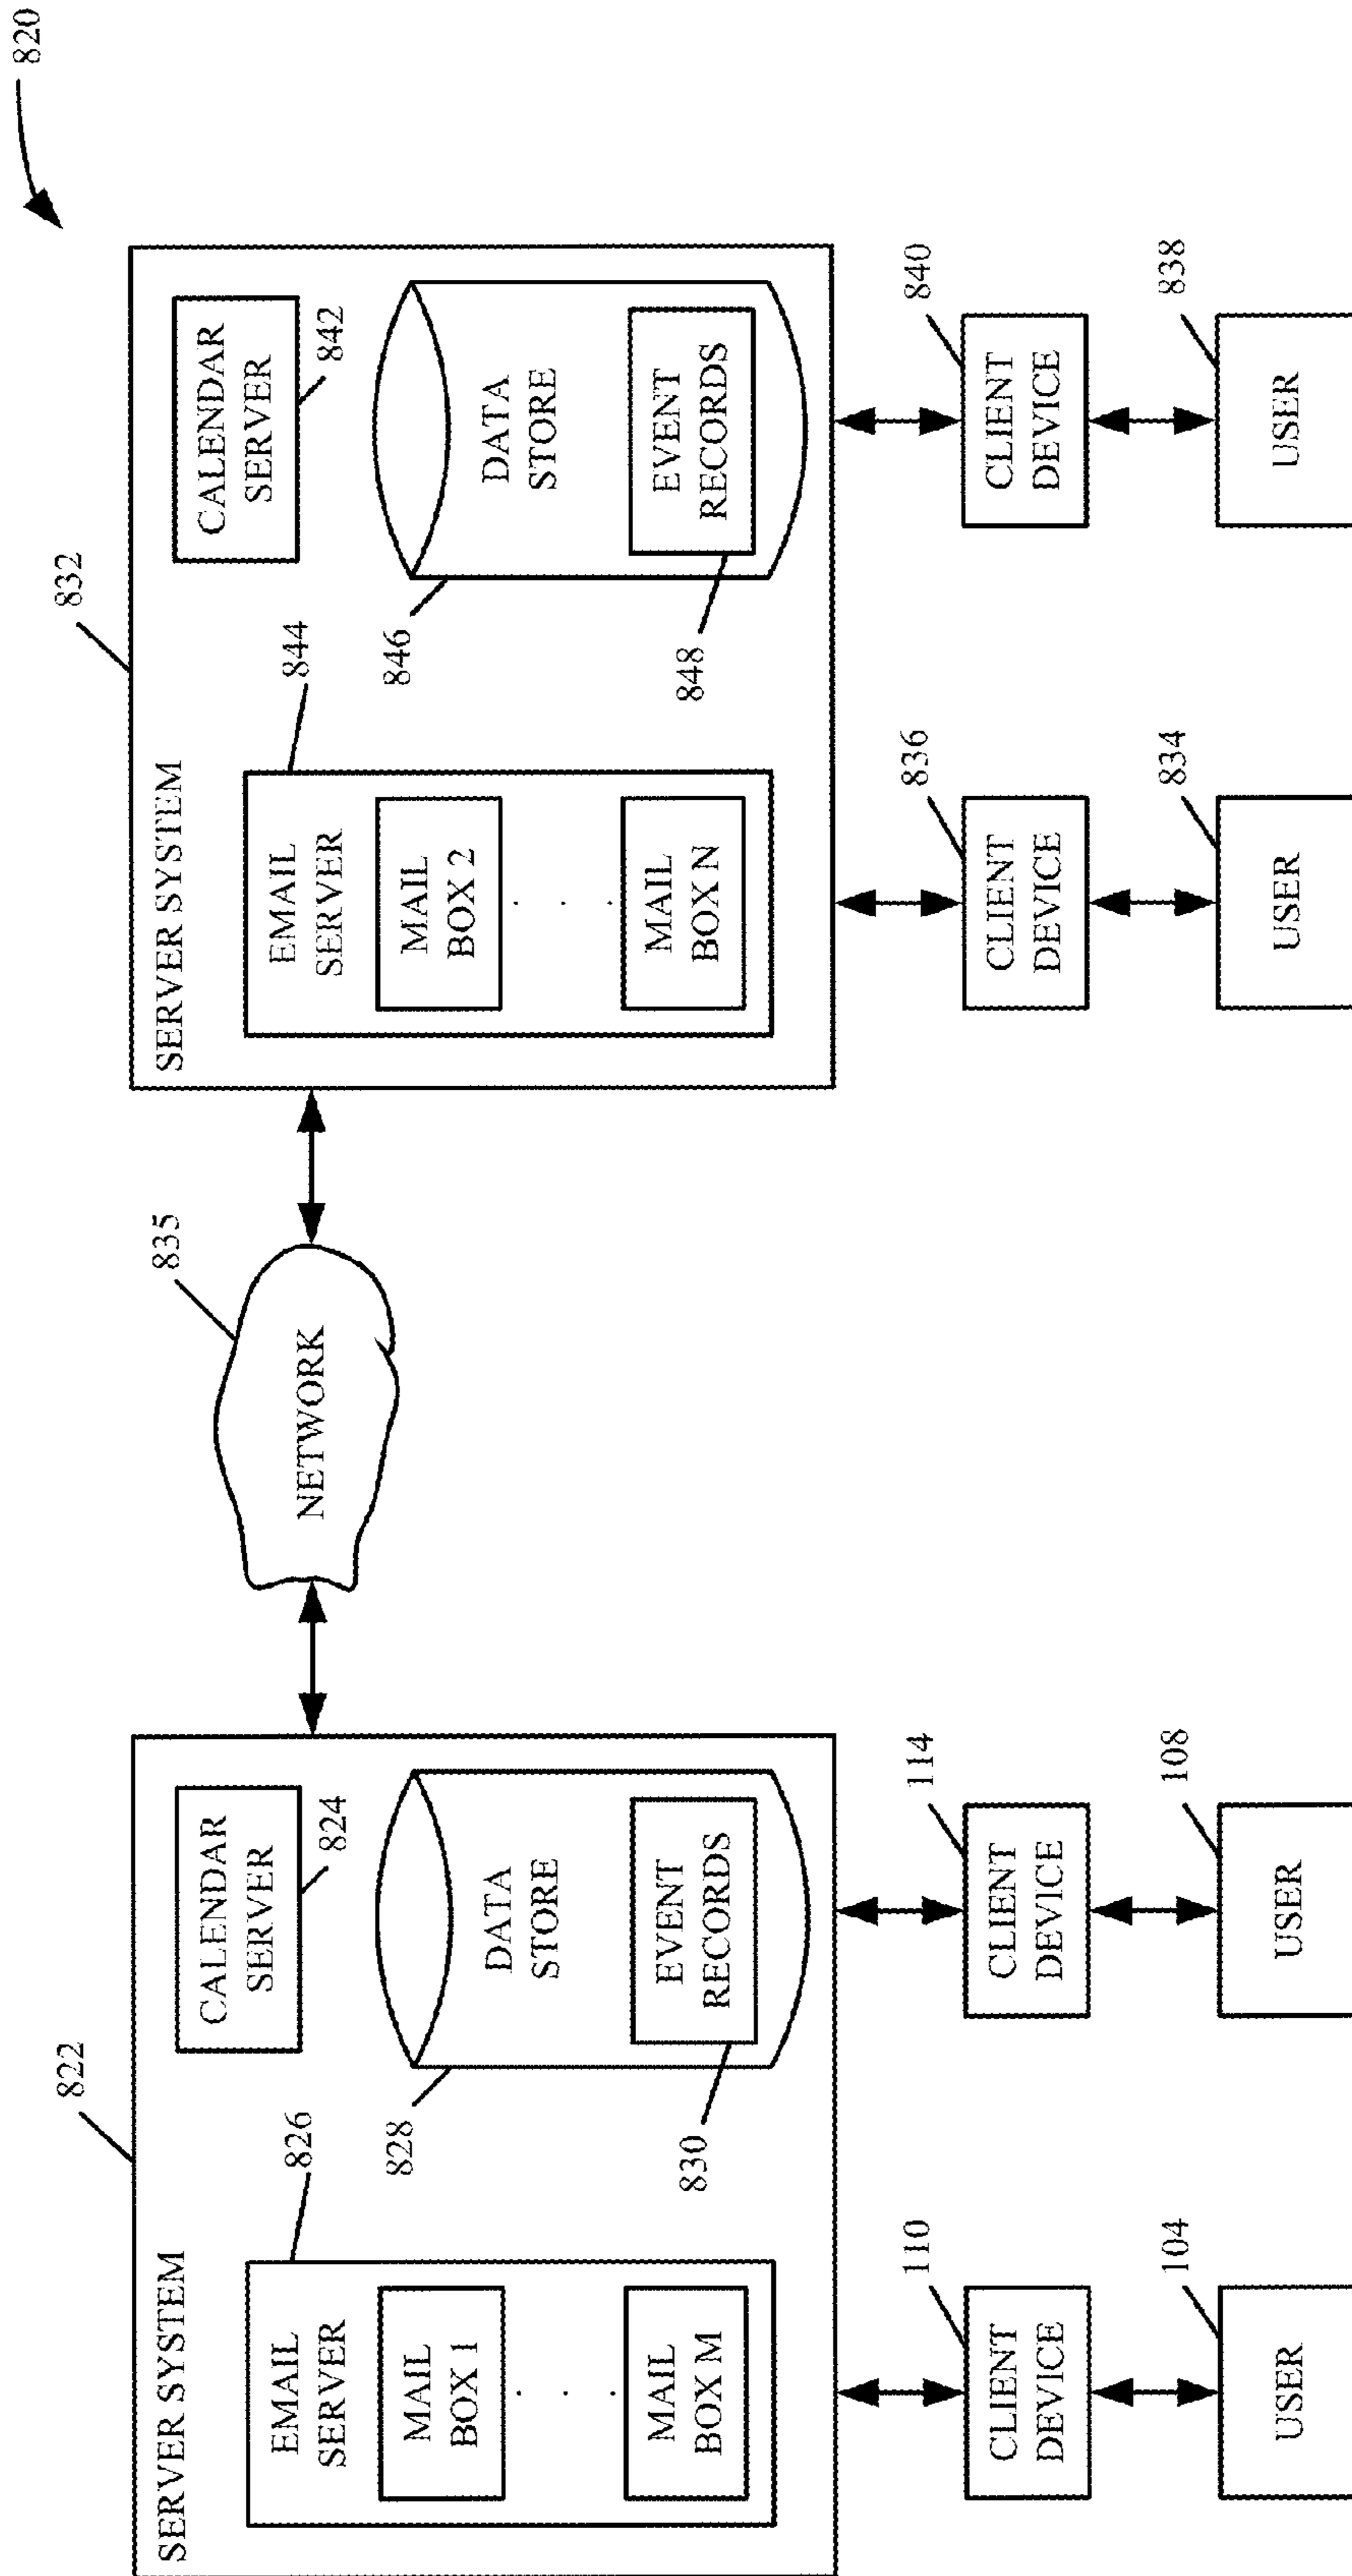 820
822
SERVER SYSTEM
826
EMAIL
SERVER
MAIL
BOX 1
. . .
MAIL
BOX M
CALENDAR
SERVER
824
828
DATA
STORE
EVENT
RECORDS
830
835
NETWORK
832
SERVER SYSTEM
844
EMAIL
SERVER
MAIL
BOX 2
. . .
MAIL
BOX N
CALENDAR
SERVER
842
846
DATA
STORE
EVENT
RECORDS
848
110
CLIENT
DEVICE
114
CLIENT
DEVICE
836
CLIENT
DEVICE
840
CLIENT
DEVICE
104
USER
108
USER
834
USER
838
USER